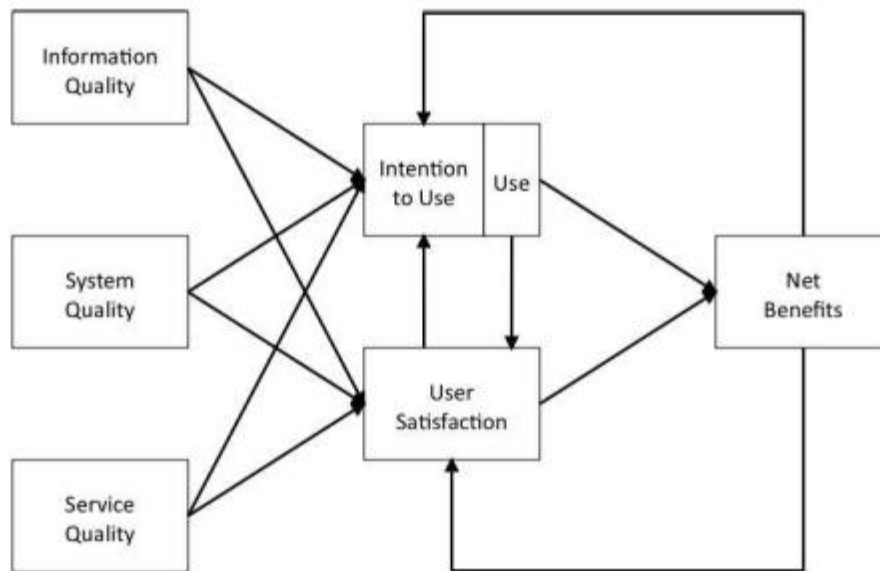 Information
Quality
Intention
to Use
Use
System
Quality
Net
Benefits
User
Satisfaction
Service
Quality